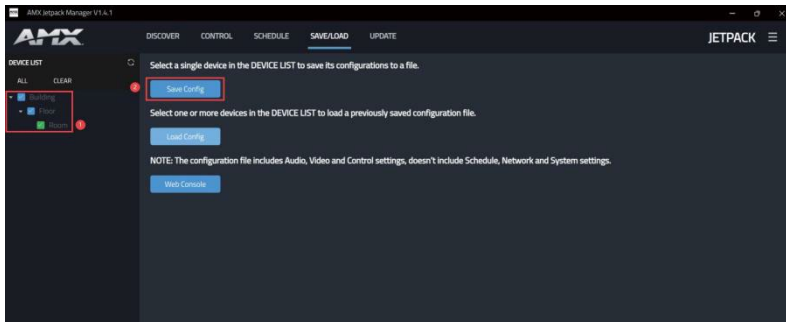 AMX Jetpack Manager V1.4.1
AMX
DISCOVER CONTROL SCHEDULE SAVE/LOAD UPDATE
JETPACK
DEVICE LIST
ALL CLEAR
Building
Floor
Room
1
2
Select a single device in the DEVICE LIST to save its configurations to a file.
Save Config
Select one or more devices in the DEVICE LIST to load a previously saved configuration file.
Load Config
NOTE: The configuration file includes Audio, Video and Control settings, doesn't include Schedule, Network and System settings.
Web Console